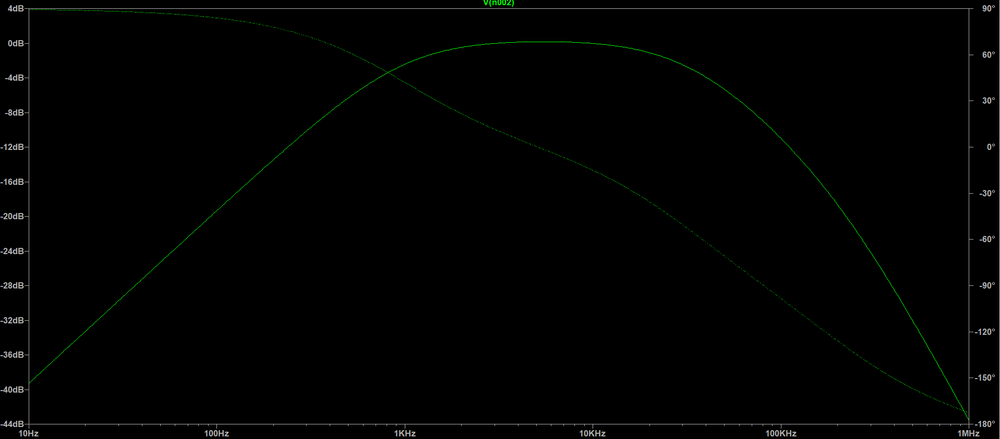 V(n002)
4dB
0dB
-4dB
-8dB
-12dB
-16dB
-20dB
-24dB
-28dB
-32dB
-36dB
-40dB
-44dB
90°
60°
30°
0°
-30°
-60°
-90°
-120°
-150°
-180°
10Hz 100Hz 1KHz 10KHz 100KHz 1MHz